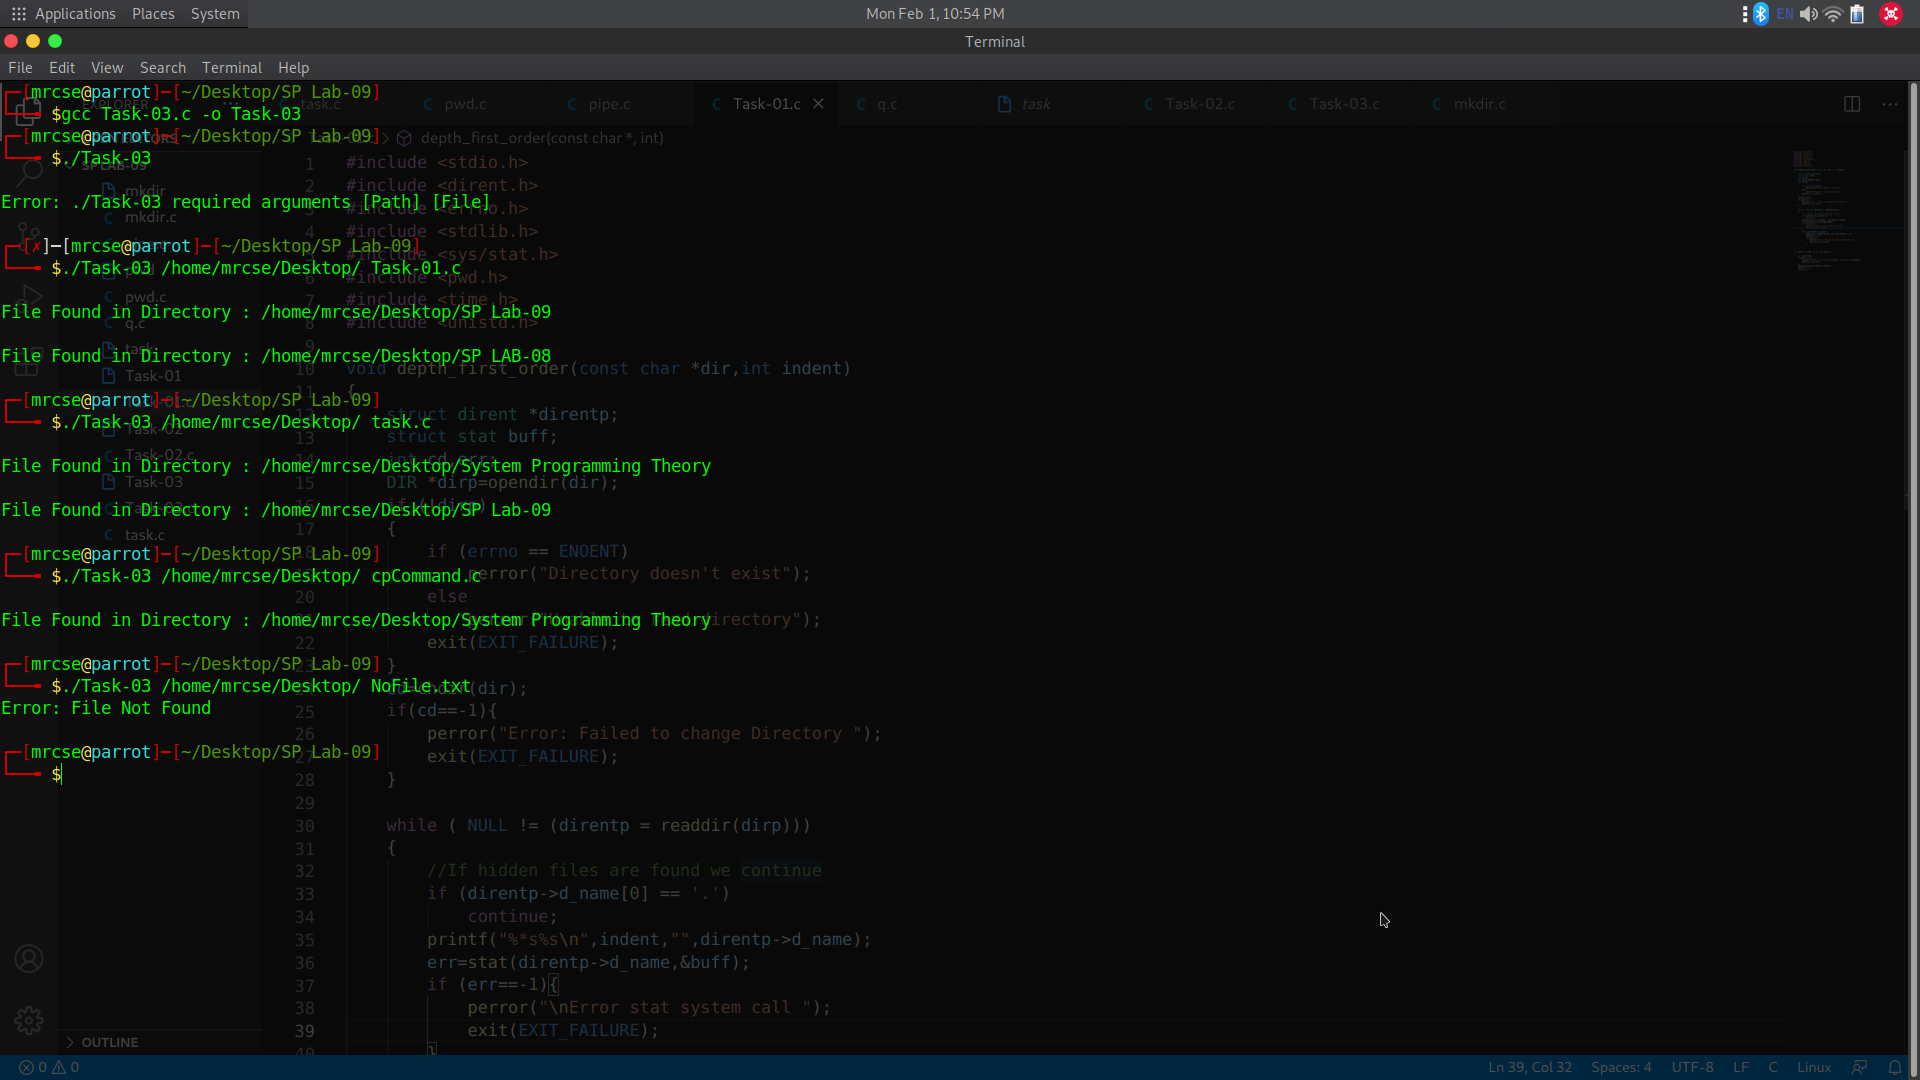 Applications Places System
Mon Feb 1, 10:54 PM
EN
Terminal
File Edit View Search Terminal Help
┌─[mrcse@parrot]─[~/Desktop/SP Lab-09]
└──╼ $gcc Task-03.c -o Task-03
┌─[mrcse@parrot]─[~/Desktop/SP Lab-09]
└──╼ $./Task-03
Error: ./Task-03 required arguments [Path] [File]
┌─[✗]─[mrcse@parrot]─[~/Desktop/SP Lab-09]
└──╼ $./Task-03 /home/mrcse/Desktop/ Task-01.c
File Found in Directory : /home/mrcse/Desktop/SP Lab-09
File Found in Directory : /home/mrcse/Desktop/SP LAB-08
┌─[mrcse@parrot]─[~/Desktop/SP Lab-09]
└──╼ $./Task-03 /home/mrcse/Desktop/ task.c
File Found in Directory : /home/mrcse/Desktop/System Programming Theory
File Found in Directory : /home/mrcse/Desktop/SP Lab-09
┌─[mrcse@parrot]─[~/Desktop/SP Lab-09]
└──╼ $./Task-03 /home/mrcse/Desktop/ cpCommand.c
File Found in Directory : /home/mrcse/Desktop/System Programming Theory
┌─[mrcse@parrot]─[~/Desktop/SP Lab-09]
└──╼ $./Task-03 /home/mrcse/Desktop/ NoFile.txt
Error: File Not Found
┌─[mrcse@parrot]─[~/Desktop/SP Lab-09]
└──╼ $
EXPLORER
SP LAB-09
mkdir
mkdir.c
pwd
pwd.c
q.c
task
Task-01
Task-02
Task-02.c
Task-03
task.c
OUTLINE
task.c pwd.c pipe.c Task-01.c q.c task Task-02.c Task-03.c mkdir.c
depth_first_order(const char *, int)
1 #include <stdio.h>
2 #include <dirent.h>
3 #include <errno.h>
4 #include <stdlib.h>
5 #include <sys/stat.h>
6 #include <pwd.h>
7 #include <time.h>
8 #include <unistd.h>
9
10 void depth_first_order(const char *dir,int indent)
11 {
12 struct dirent *direntp;
13 struct stat buff;
14 int cd,err;
15 DIR *dirp=opendir(dir);
16 if (!dirp)
17 {
18 if (errno == ENOENT)
19 perror("Directory doesn't exist");
20 else
21 directory");
22 exit(EXIT_FAILURE);
23 }
24 cd=chdir(dir);
25 if(cd==-1){
26 perror("Error: Failed to change Directory ");
27 exit(EXIT_FAILURE);
28 }
29
30 while ( NULL != (direntp = readdir(dirp)))
31 {
32 //If hidden files are found we continue
33 if (direntp->d_name[0] == '.')
34 continue;
35 printf("%*s%s\n",indent,"",direntp->d_name);
36 err=stat(direntp->d_name,&buff);
37 if (err==-1){
38 perror("\nError stat system call ");
39 exit(EXIT_FAILURE);
40 }
0 0
Ln 39, Col 32 Spaces: 4 UTF-8 LF C Linux